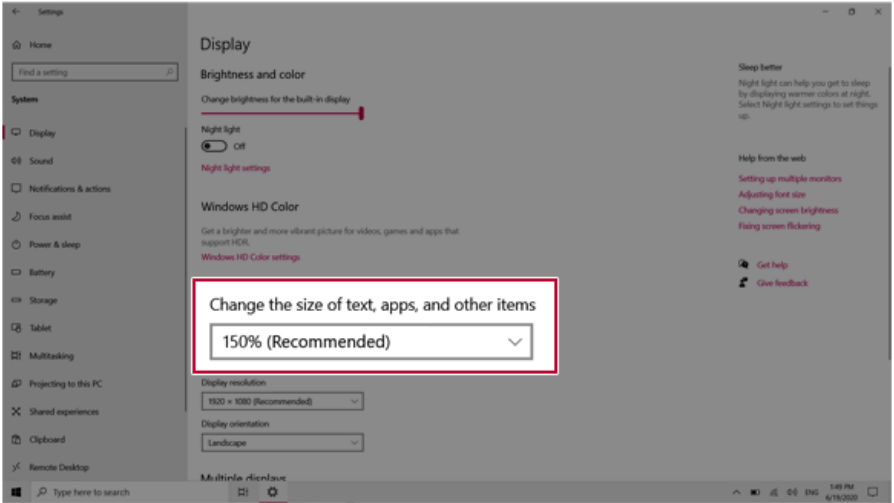 Settings
Home
Find a setting
System
Display
Sound
Notifications & actions
Focus assist
Power & sleep
Battery
Storage
Tablet
Multitasking
Projecting to this PC
Shared experiences
Clipboard
Remote Desktop
Display
Brightness and color
Change brightness for the built-in display
Night light
Off
Night light settings
Windows HD Color
Get a brighter and more vibrant picture for videos, games and apps that
support HDR.
Windows HD Color settings
Change the size of text, apps, and other items
150% (Recommended)
Display resolution
1920 × 1080 (Recommended)
Display orientation
Landscape
Multiple displays
Sleep better
Night light can help you get to sleep
by displaying warmer colors at night.
Select Night light settings to set things
up.
Help from the web
Setting up multiple monitors
Adjusting font size
Changing screen brightness
Fixing screen flickering
Get help
Give feedback
Type here to search
ENG
1:49 PM
6/19/2020